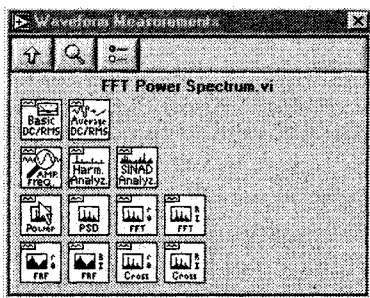 Waveform Measurements
FFT Power Spectrum.vi
Basic DC/RMS Average DC/RMS
AMP. FREQ. Harm. Analyz. SINAD Analyz.
Power PSD FFT FFT
FRF FRF Cross Cross